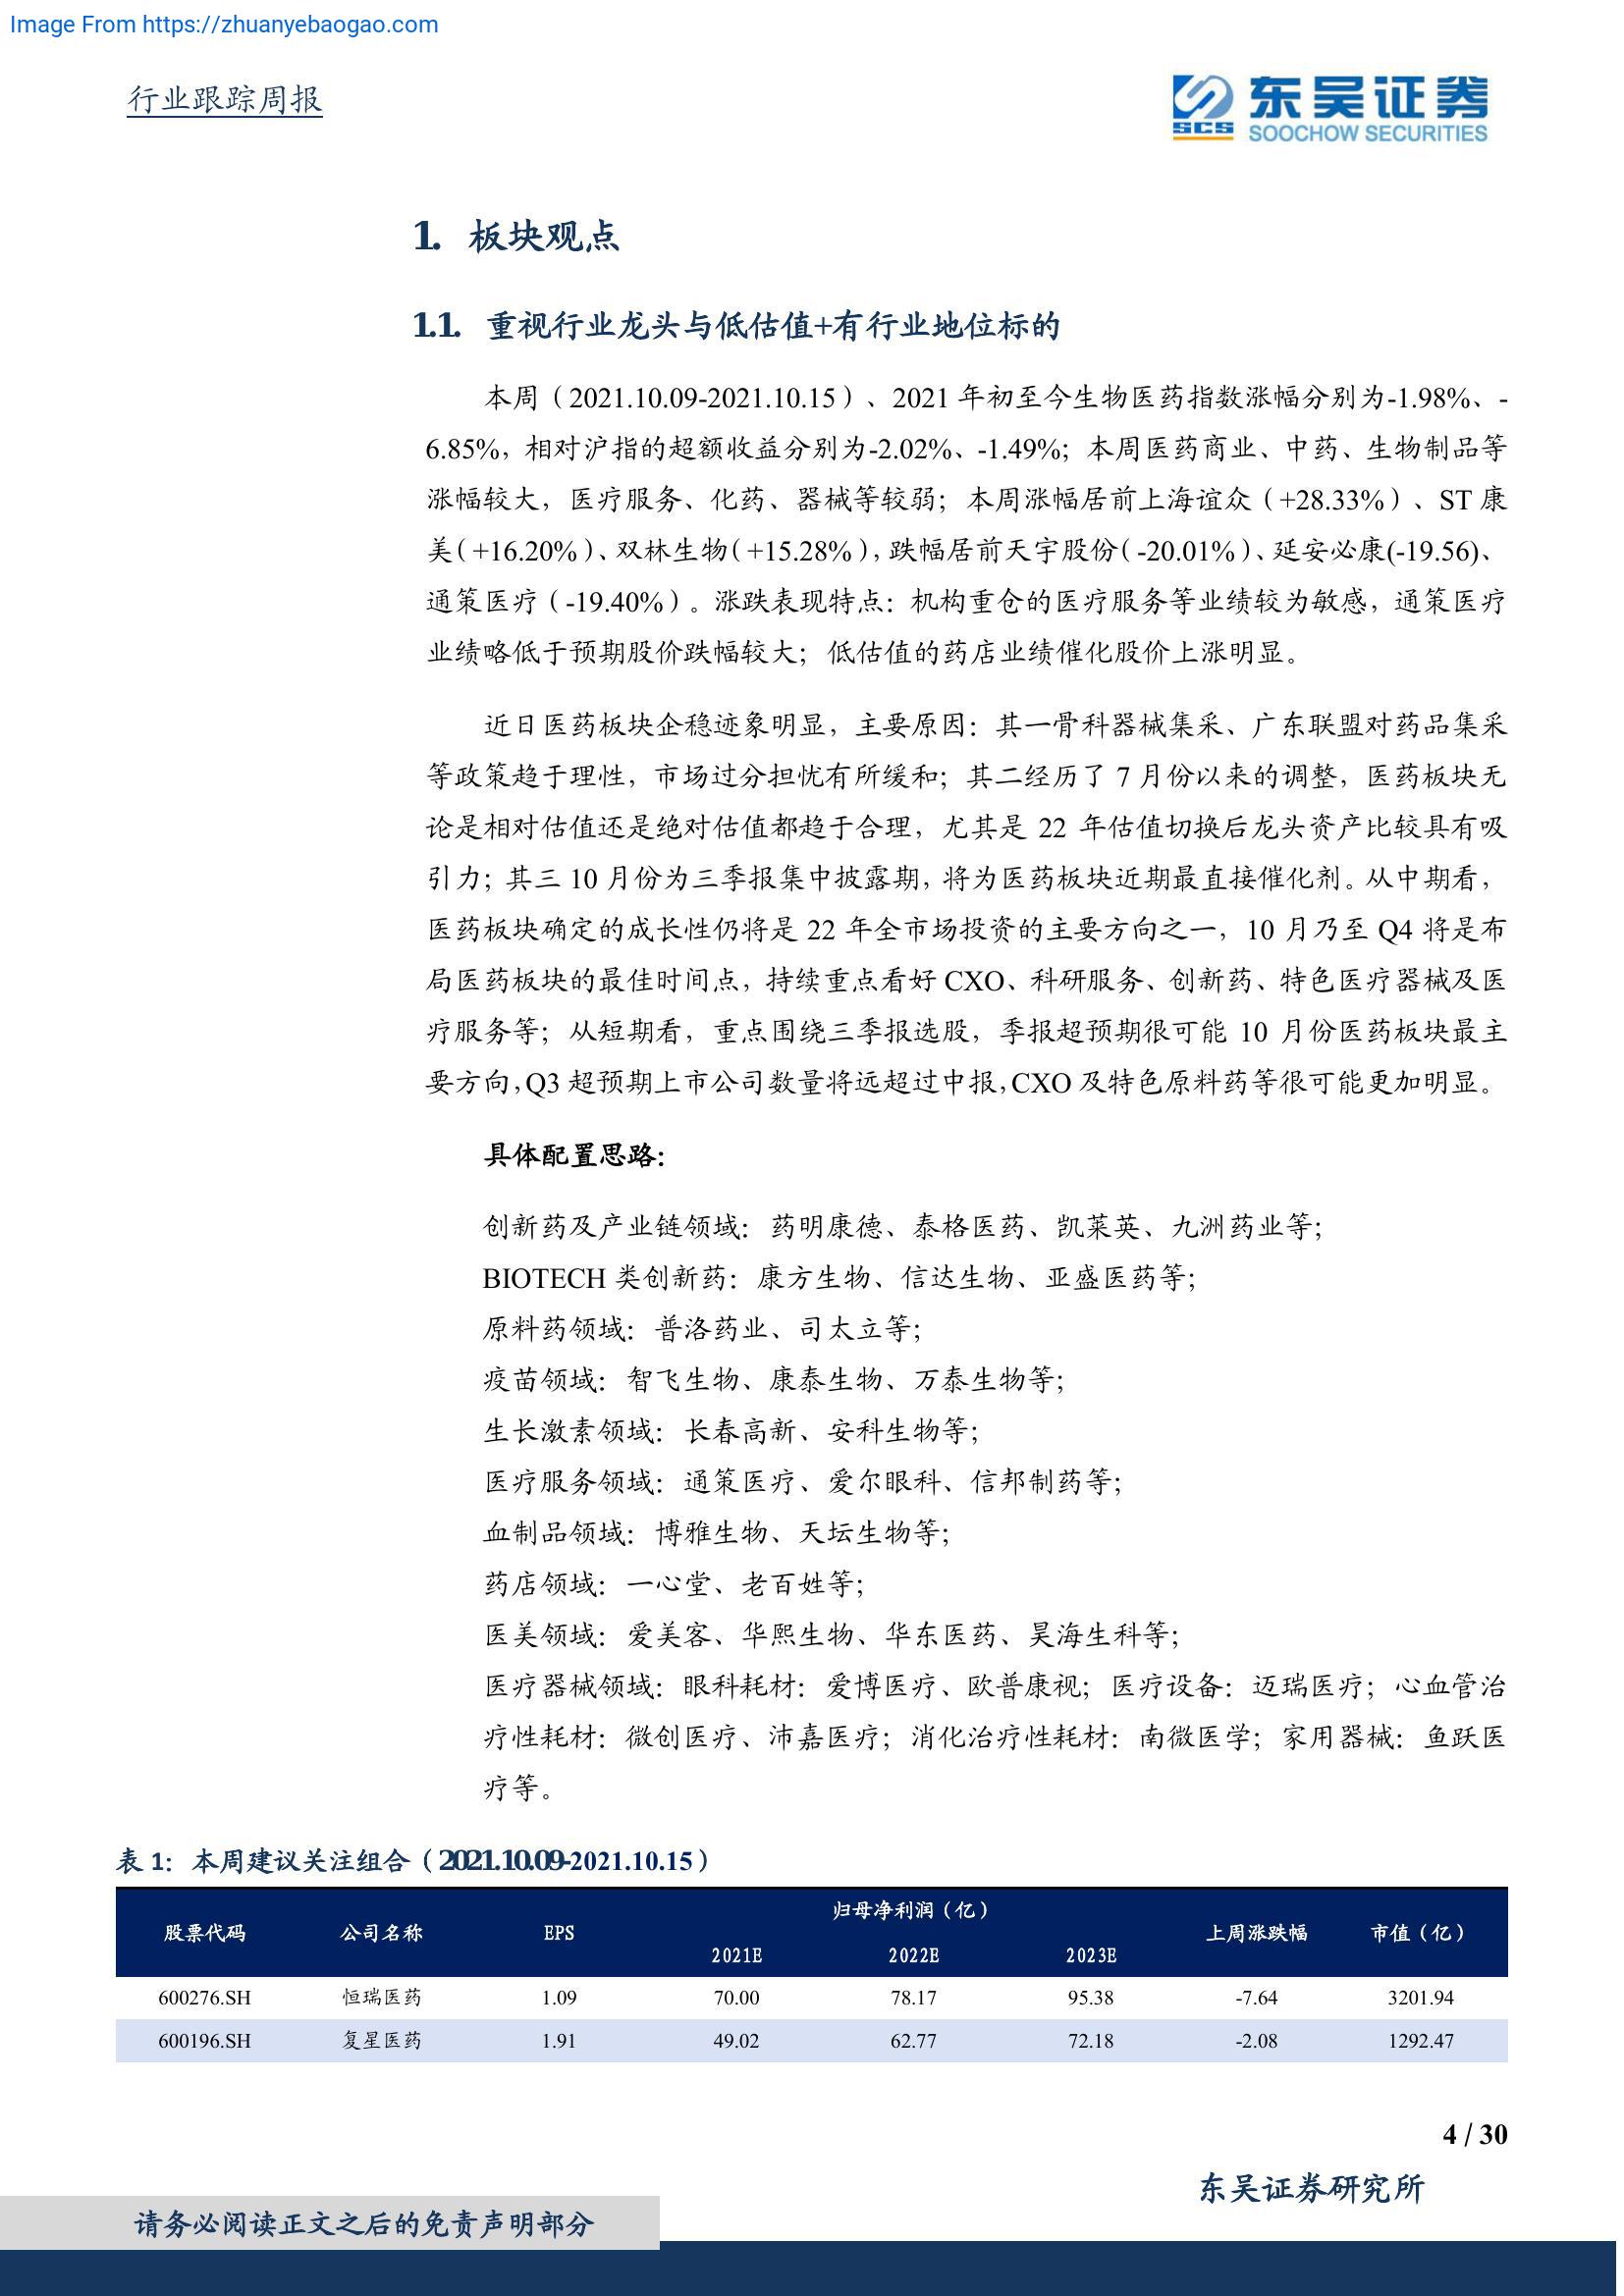 Image From https://zhuanyebaogao.com
行业跟踪周报
SCS
东吴证券
SOOCHOW SECURITIES
1. 板块观点
1.1. 重视行业龙头与低估值+有行业地位标的
本周（2021.10.09-2021.10.15）、2021 年初至今生物医药指数涨幅分别为-1.98%、-
6.85%，相对沪指的超额收益分别为-2.02%、-1.49%；本周医药商业、中药、生物制品等
涨幅较大，医疗服务、化药、器械等较弱；本周涨幅居前上海谊众（+28.33%）、ST 康
美（+16.20%）、双林生物（+15.28%），跌幅居前天宇股份（-20.01%）、延安必康(-19.56)、
通策医疗（-19.40%）。涨跌表现特点：机构重仓的医疗服务等业绩较为敏感，通策医疗
业绩略低于预期股价跌幅较大；低估值的药店业绩催化股价上涨明显。
近日医药板块企稳迹象明显，主要原因：其一骨科器械集采、广东联盟对药品集采
等政策趋于理性，市场过分担忧有所缓和；其二经历了 7 月份以来的调整，医药板块无
论是相对估值还是绝对估值都趋于合理，尤其是 22 年估值切换后龙头资产比较具有吸
引力；其三 10 月份为三季报集中披露期，将为医药板块近期最直接催化剂。从中期看，
医药板块确定的成长性仍将是 22 年全市场投资的主要方向之一，10 月乃至 Q4 将是布
局医药板块的最佳时间点，持续重点看好 CXO、科研服务、创新药、特色医疗器械及医
疗服务等；从短期看，重点围绕三季报选股，季报超预期很可能 10 月份医药板块最主
要方向，Q3 超预期上市公司数量将远超过中报，CXO 及特色原料药等很可能更加明显。
具体配置思路：
创新药及产业链领域：药明康德、泰格医药、凯莱英、九洲药业等；
BIOTECH 类创新药：康方生物、信达生物、亚盛医药等；
原料药领域：普洛药业、司太立等；
疫苗领域：智飞生物、康泰生物、万泰生物等；
生长激素领域：长春高新、安科生物等；
医疗服务领域：通策医疗、爱尔眼科、信邦制药等；
血制品领域：博雅生物、天坛生物等；
药店领域：一心堂、老百姓等；
医美领域：爱美客、华熙生物、华东医药、昊海生科等；
医疗器械领域：眼科耗材：爱博医疗、欧普康视；医疗设备：迈瑞医疗；心血管治
疗性耗材：微创医疗、沛嘉医疗；消化治疗性耗材：南微医学；家用器械：鱼跃医
疗等。
表 1：本周建议关注组合（2021.10.09-2021.10.15）
股票代码 公司名称 EPS 归母净利润（亿） 上周涨跌幅 市值（亿）
2021E 2022E 2023E
600276.SH 恒瑞医药 1.09 70.00 78.17 95.38 -7.64 3201.94
600196.SH 复星医药 1.91 49.02 62.77 72.18 -2.08 1292.47
4 / 30
东吴证券研究所
请务必阅读正文之后的免责声明部分